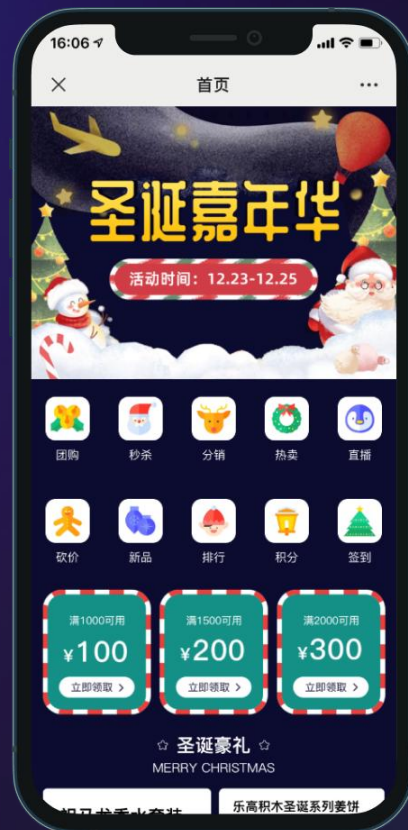 16:06
首页
圣诞嘉年华
活动时间：12.23-12.25
团购 秒杀 分销 热卖 直播
砍价 新品 排行 积分 签到
满1000可用 满1500可用 满2000可用
¥100 ¥200 ¥300
立即领取 立即领取 立即领取
圣诞豪礼
MERRY CHRISTMAS
乐高积木圣诞系列姜饼